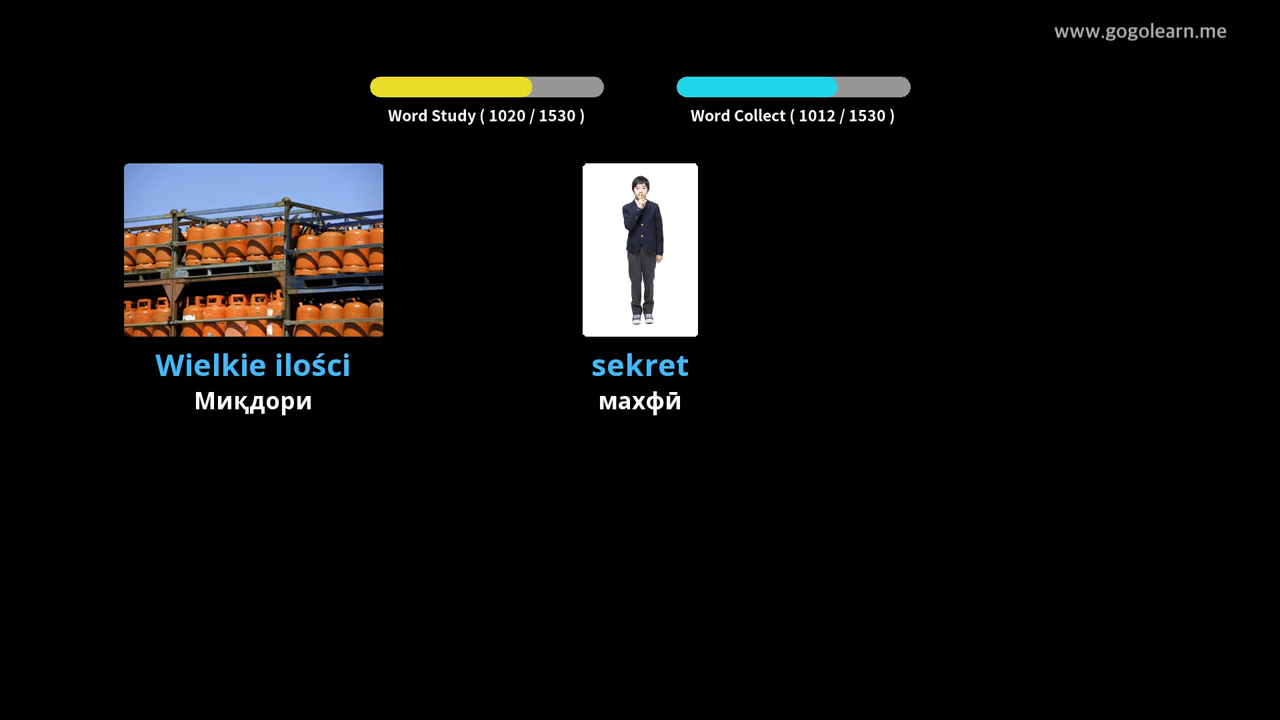 www.gogolearn.me
Word Study ( 1020 / 1530 )
Word Collect ( 1012 / 1530 )
Wielkie ilości
Миқдори
sekret
махфӣ